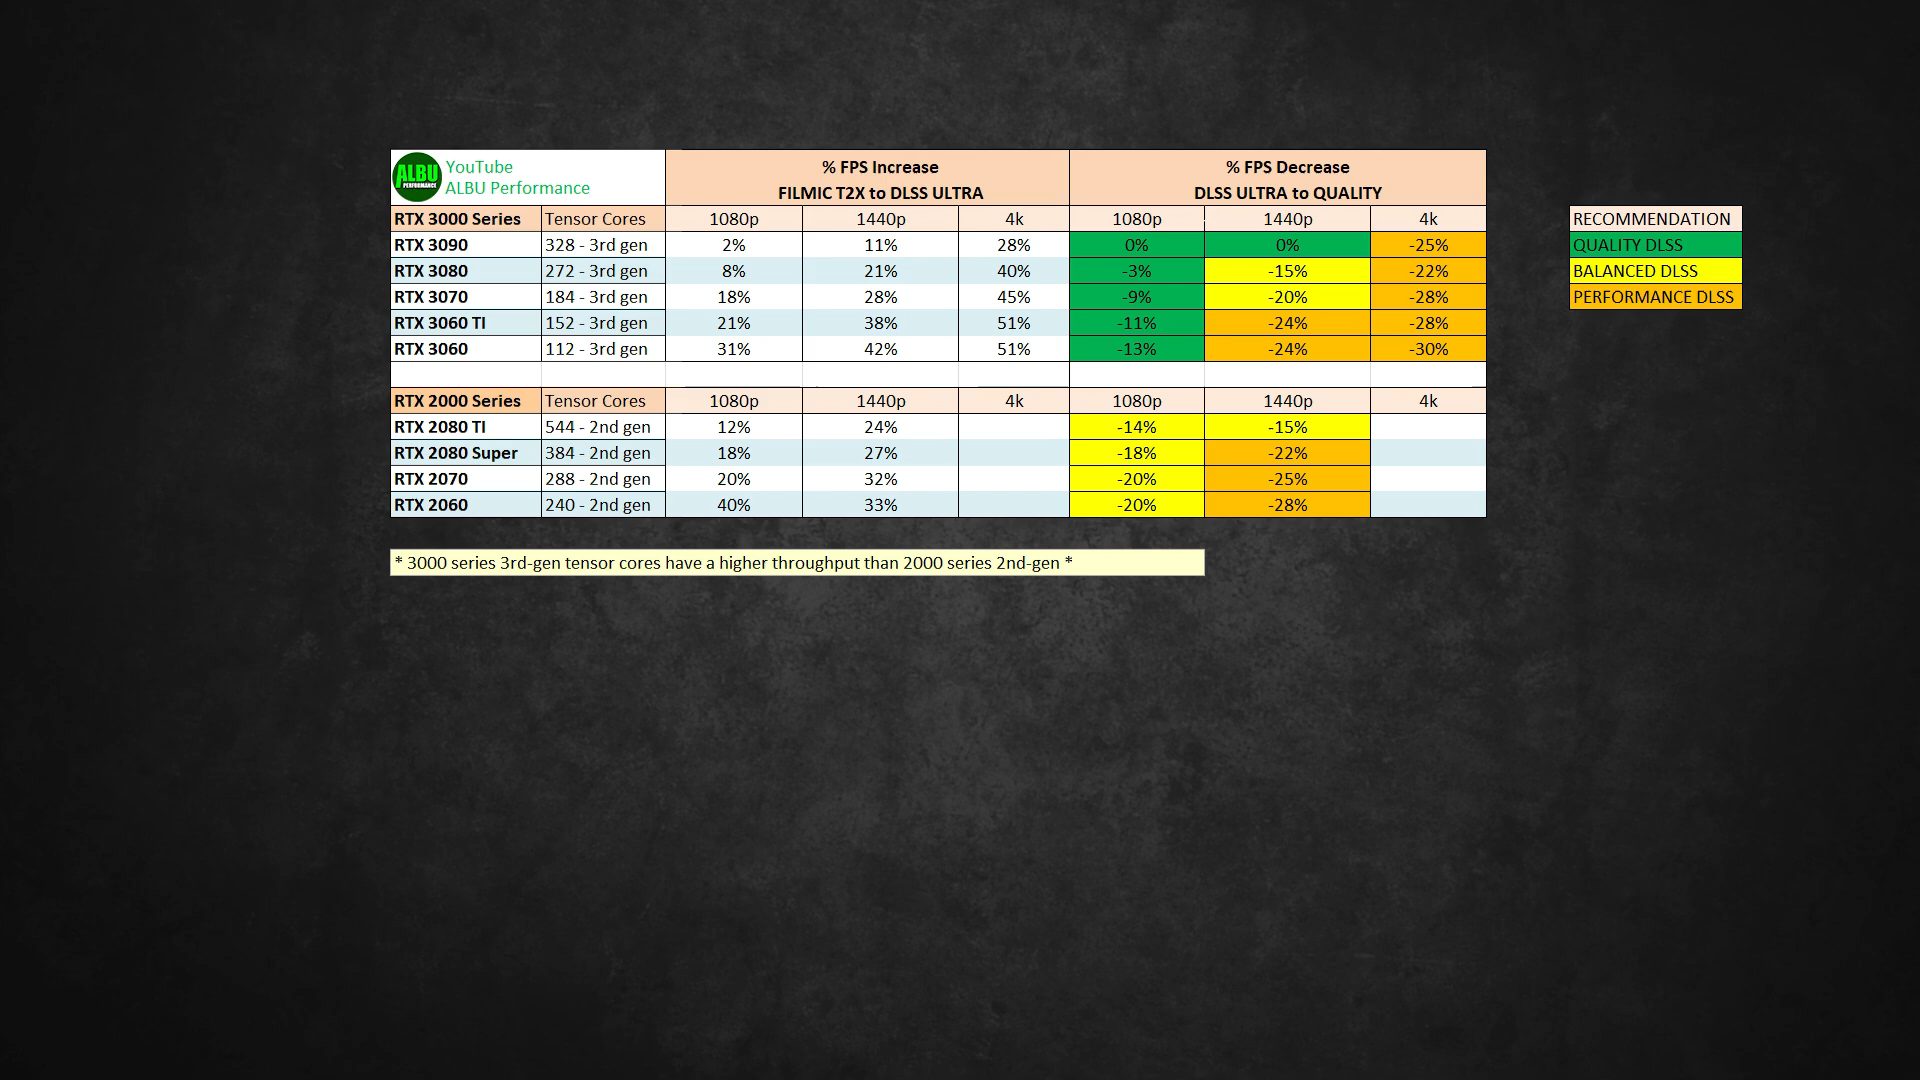 ALBU
PERFORMANCE
YouTube
ALBU Performance
% FPS Increase
FILMIC T2X to DLSS ULTRA
% FPS Decrease
DLSS ULTRA to QUALITY
RTX 3000 Series Tensor Cores 1080p 1440p 4k 1080p 1440p 4k
RTX 3090 328 - 3rd gen 2% 11% 28% 0% 0% -25%
RTX 3080 272 - 3rd gen 8% 21% 40% -3% -15% -22%
RTX 3070 184 - 3rd gen 18% 28% 45% -9% -20% -28%
RTX 3060 TI 152 - 3rd gen 21% 38% 51% -11% -24% -28%
RTX 3060 112 - 3rd gen 31% 42% 51% -13% -24% -30%
RTX 2000 Series Tensor Cores 1080p 1440p 4k 1080p 1440p 4k
RTX 2080 TI 544 - 2nd gen 12% 24% -14% -15%
RTX 2080 Super 384 - 2nd gen 18% 27% -18% -22%
RTX 2070 288 - 2nd gen 20% 32% -20% -25%
RTX 2060 240 - 2nd gen 40% 33% -20% -28%
* 3000 series 3rd-gen tensor cores have a higher throughput than 2000 series 2nd-gen *
RECOMMENDATION
QUALITY DLSS
BALANCED DLSS
PERFORMANCE DLSS